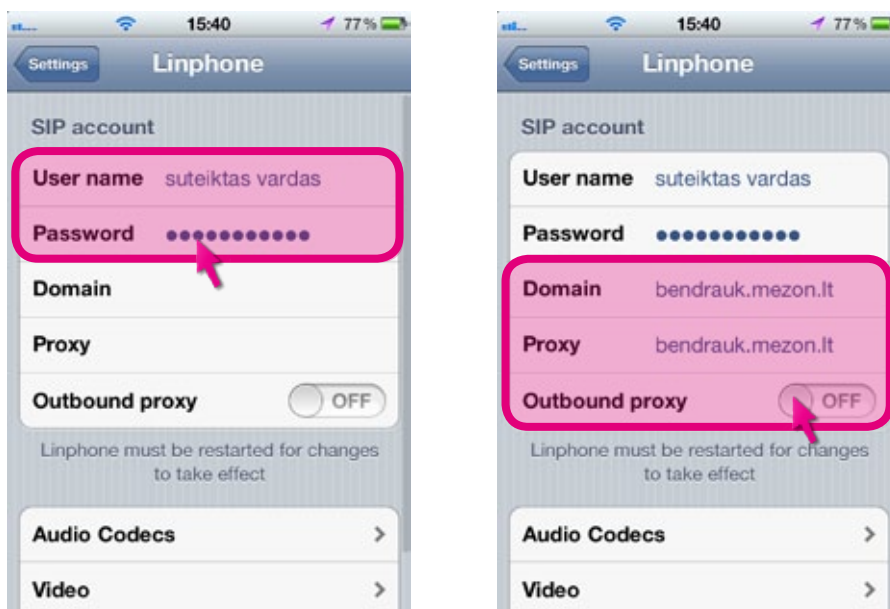 15:40 77%
Settings Linphone
SIP account
User name suteiktas vardas
Password ●●●●●●●●●●●
Domain
Proxy
Outbound proxy OFF
Linphone must be restarted for changes
to take effect
Audio Codecs
Video
15:40 77%
Settings Linphone
SIP account
User name suteiktas vardas
Password ●●●●●●●●●●●
Domain bendrauk.mezon.lt
Proxy bendrauk.mezon.lt
Outbound proxy OFF
Linphone must be restarted for changes
to take effect
Audio Codecs
Video